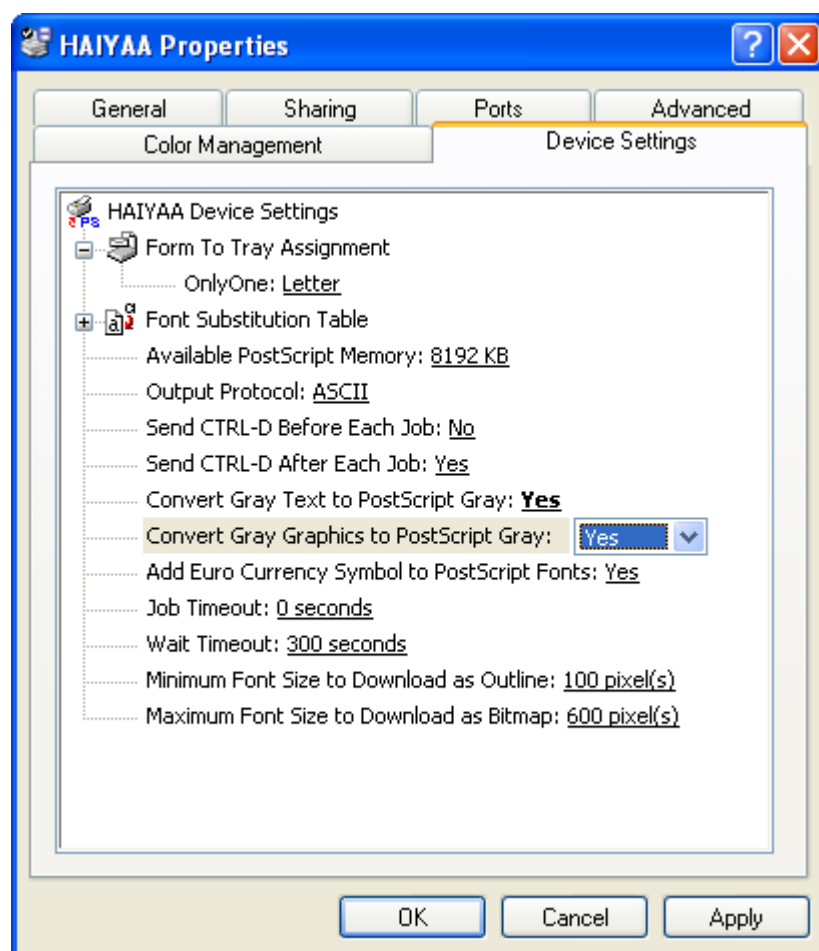 HAIYAA Properties
General Sharing Ports Advanced
Color Management Device Settings
HAIYAA Device Settings
Form To Tray Assignment
OnlyOne: Letter
Font Substitution Table
Available PostScript Memory: 8192 KB
Output Protocol: ASCII
Send CTRL-D Before Each Job: No
Send CTRL-D After Each Job: Yes
Convert Gray Text to PostScript Gray: Yes
Convert Gray Graphics to PostScript Gray: Yes
Add Euro Currency Symbol to PostScript Fonts: Yes
Job Timeout: 0 seconds
Wait Timeout: 300 seconds
Minimum Font Size to Download as Outline: 100 pixel(s)
Maximum Font Size to Download as Bitmap: 600 pixel(s)
OK Cancel Apply